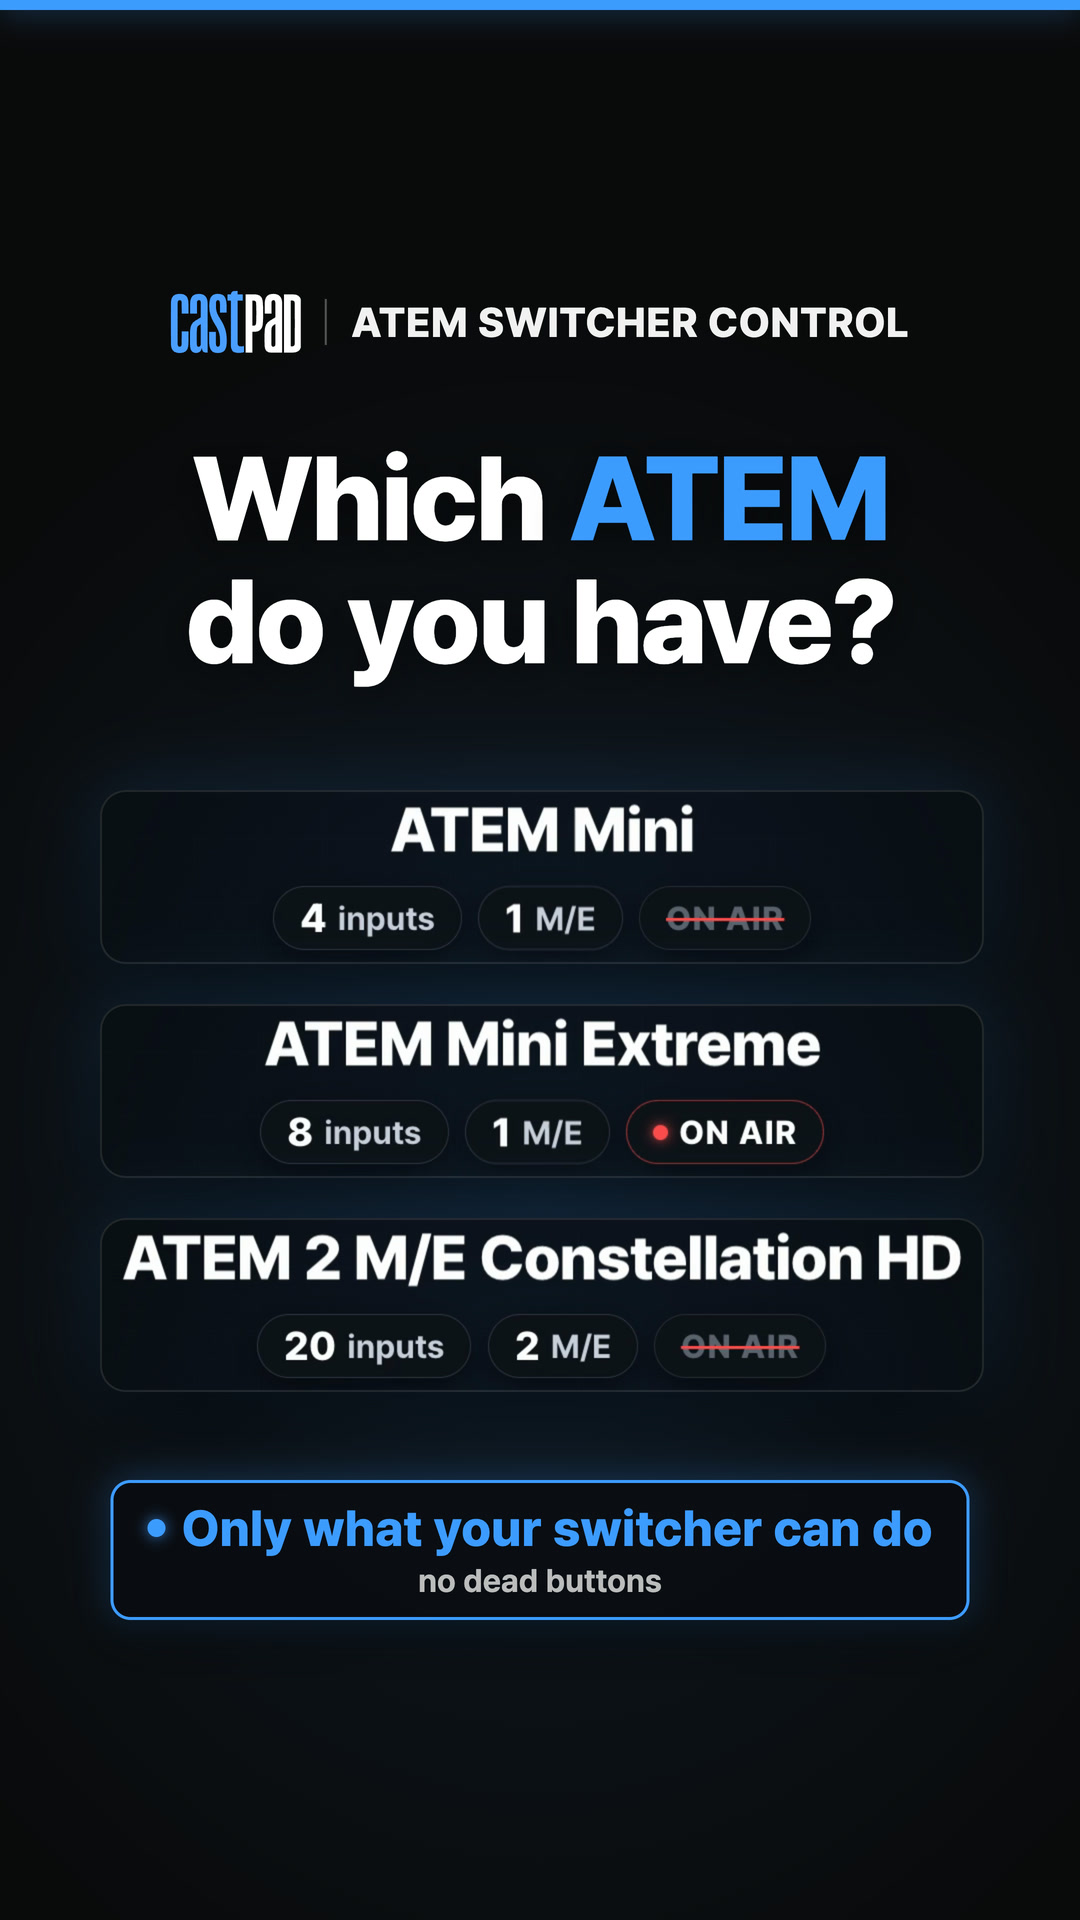 castPAD | ATEM SWITCHER CONTROL
Which ATEM
do you have?
ATEM Mini
4 inputs 1 M/E ON AIR
ATEM Mini Extreme
8 inputs 1 M/E ON AIR
ATEM 2 M/E Constellation HD
20 inputs 2 M/E ON AIR
Only what your switcher can do
no dead buttons